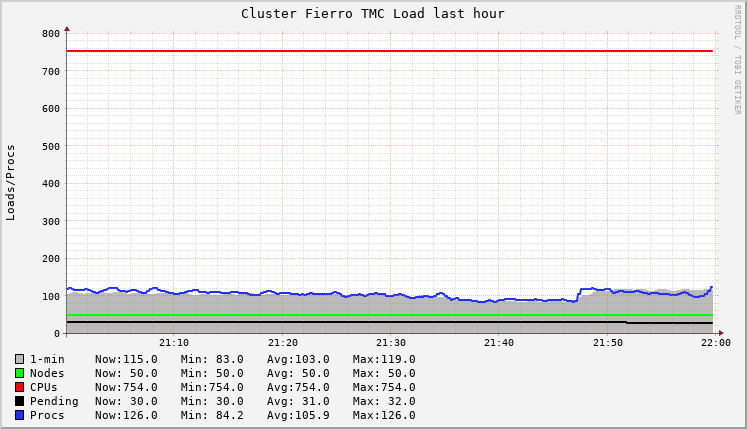 Cluster Fierro TMC Load last hour
RRDTOOL / TOBI OETIKER
Loads/Procs
800
700
600
500
400
300
200
100
0
21:10 21:20 21:30 21:40 21:50 22:00
1-min Now:115.0 Min: 83.0 Avg:103.0 Max:119.0
Nodes Now: 50.0 Min: 50.0 Avg: 50.0 Max: 50.0
CPUs Now:754.0 Min:754.0 Avg:754.0 Max:754.0
Pending Now: 30.0 Min: 30.0 Avg: 31.0 Max: 32.0
Procs Now:126.0 Min: 84.2 Avg:105.9 Max:126.0